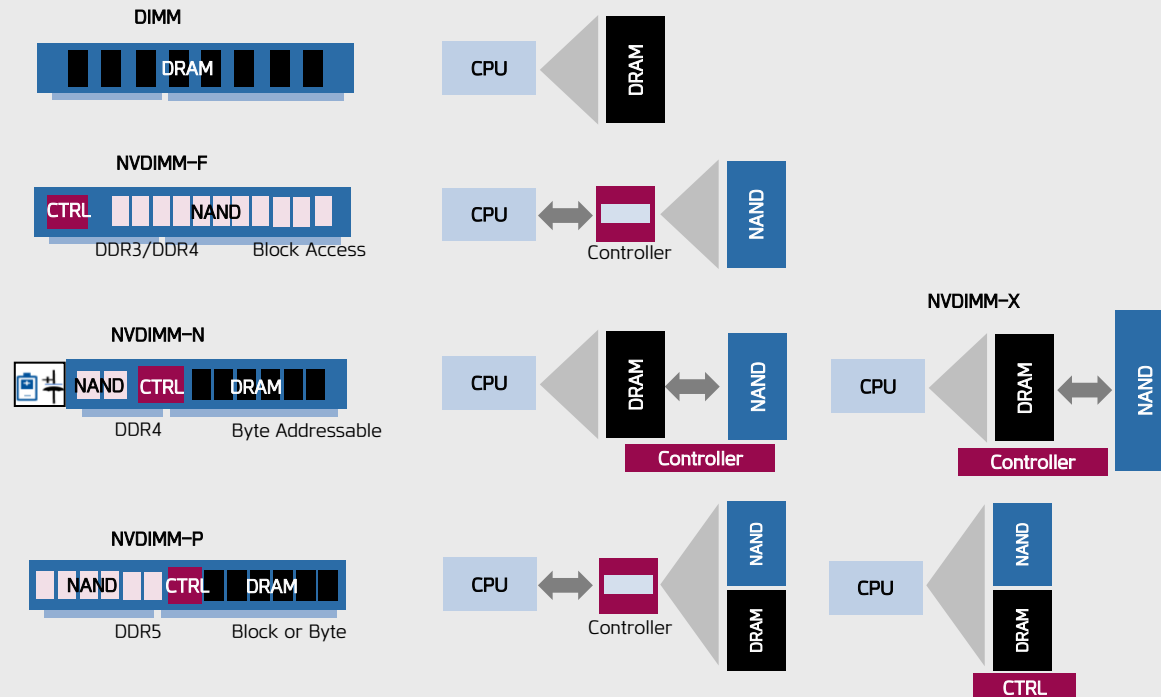 DIMM
DRAM
CPU
DRAM
NVDIMM-F
CTRL
NAND
DDR3/DDR4
Block Access
CPU
Controller
NAND
NVDIMM-N
NAND
CTRL
DRAM
DDR4
Byte Addressable
CPU
DRAM
NAND
Controller
NVDIMM-X
CPU
DRAM
NAND
Controller
NVDIMM-P
NAND
CTRL
DRAM
DDR5
Block or Byte
CPU
Controller
NAND
DRAM
CPU
NAND
DRAM
CTRL